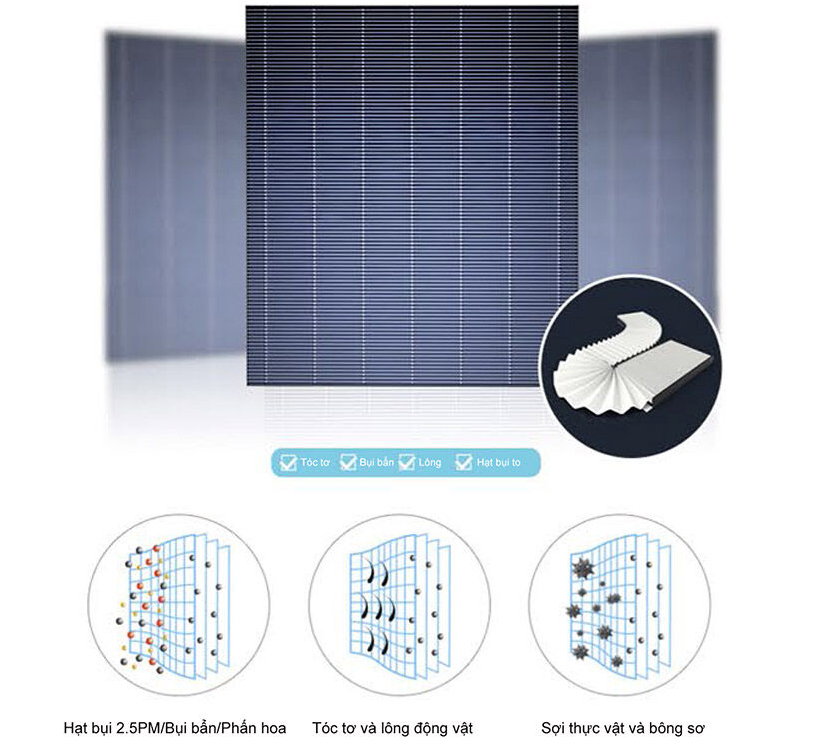 Tóc tơ Bụi bẩn Lông Hạt bụi to
Hạt bụi 2.5PM/Bụi bẩn/Phấn hoa Tóc tơ và lông động vật Sợi thực vật và bông sơ